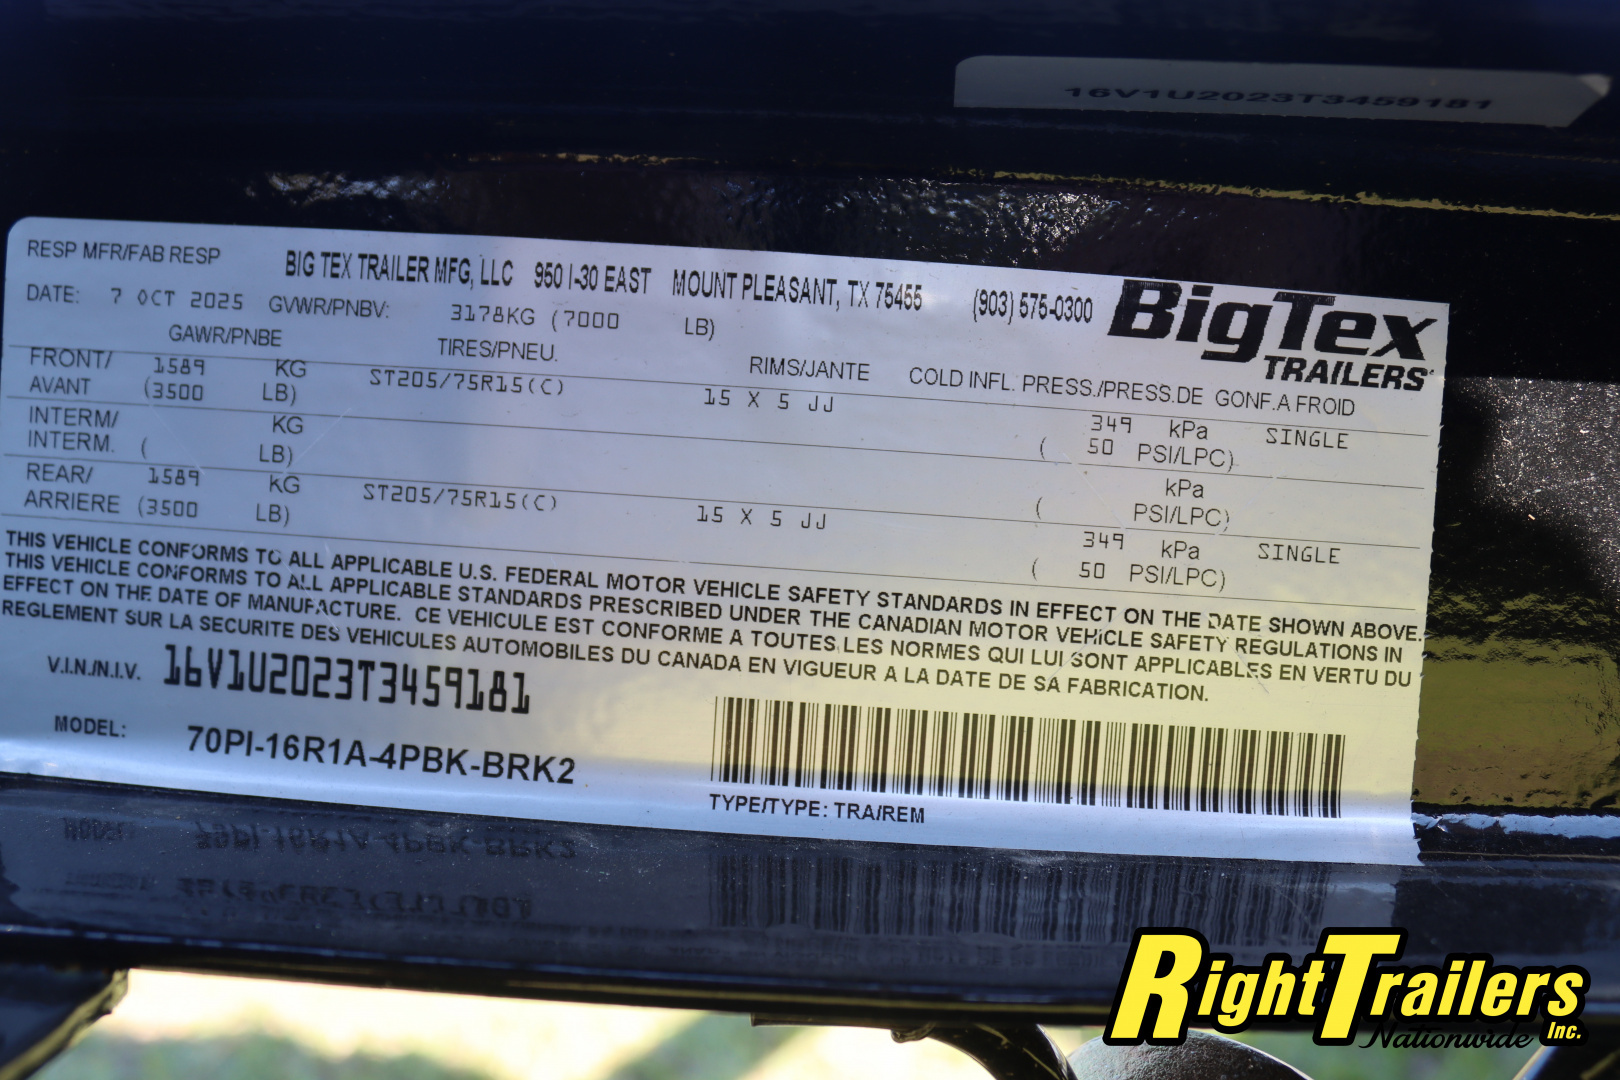 16V1U2023T3459181
RESP MFR/FAB RESP BIG TEX TRAILER MFG, LLC 950 I-30 EAST MOUNT PLEASANT, TX 75455 (903) 575-0300
BigTex
TRAILERS
DATE: 7 OCT 2025 GVWR/PNBV: 3178KG (7000 LB)
GAWR/PNBE TIRES/PNEU. RIMS/JANTE COLD INFL. PRESS./PRESS.DE GONF.A FROID
FRONT/ 1589 KG ST205/75R15(C) 15 X 5 JJ 349 kPa SINGLE
AVANT (3500 LB) ( 50 PSI/LPC)
INTERM/ KG kPa
INTERM. ( LB) ( PSI/LPC)
REAR/ 1589 KG ST205/75R15(C) 15 X 5 JJ 349 kPa SINGLE
ARRIERE (3500 LB) ( 50 PSI/LPC)
THIS VEHICLE CONFORMS TO ALL APPLICABLE U.S. FEDERAL MOTOR VEHICLE SAFETY STANDARDS IN EFFECT ON THE DATE SHOWN ABOVE.
THIS VEHICLE CONFORMS TO ALL APPLICABLE STANDARDS PRESCRIBED UNDER THE CANADIAN MOTOR VEHICLE SAFETY REGULATIONS IN
EFFECT ON THE DATE OF MANUFACTURE. CE VEHICULE EST CONFORME A TOUTES LES NORMES QUI LUI SONT APPLICABLES EN VERTU DU
REGLEMENT SUR LA SECURITE DES VEHICULES AUTOMOBILES DU CANADA EN VIGUEUR A LA DATE DE SA FABRICATION.
V.I.N./N.I.V. 16V1U2023T3459181
MODEL: 70PI-16R1A-4PBK-BRK2
TYPE/TYPE: TRA/REM
RightTrailers
Nationwide Inc.